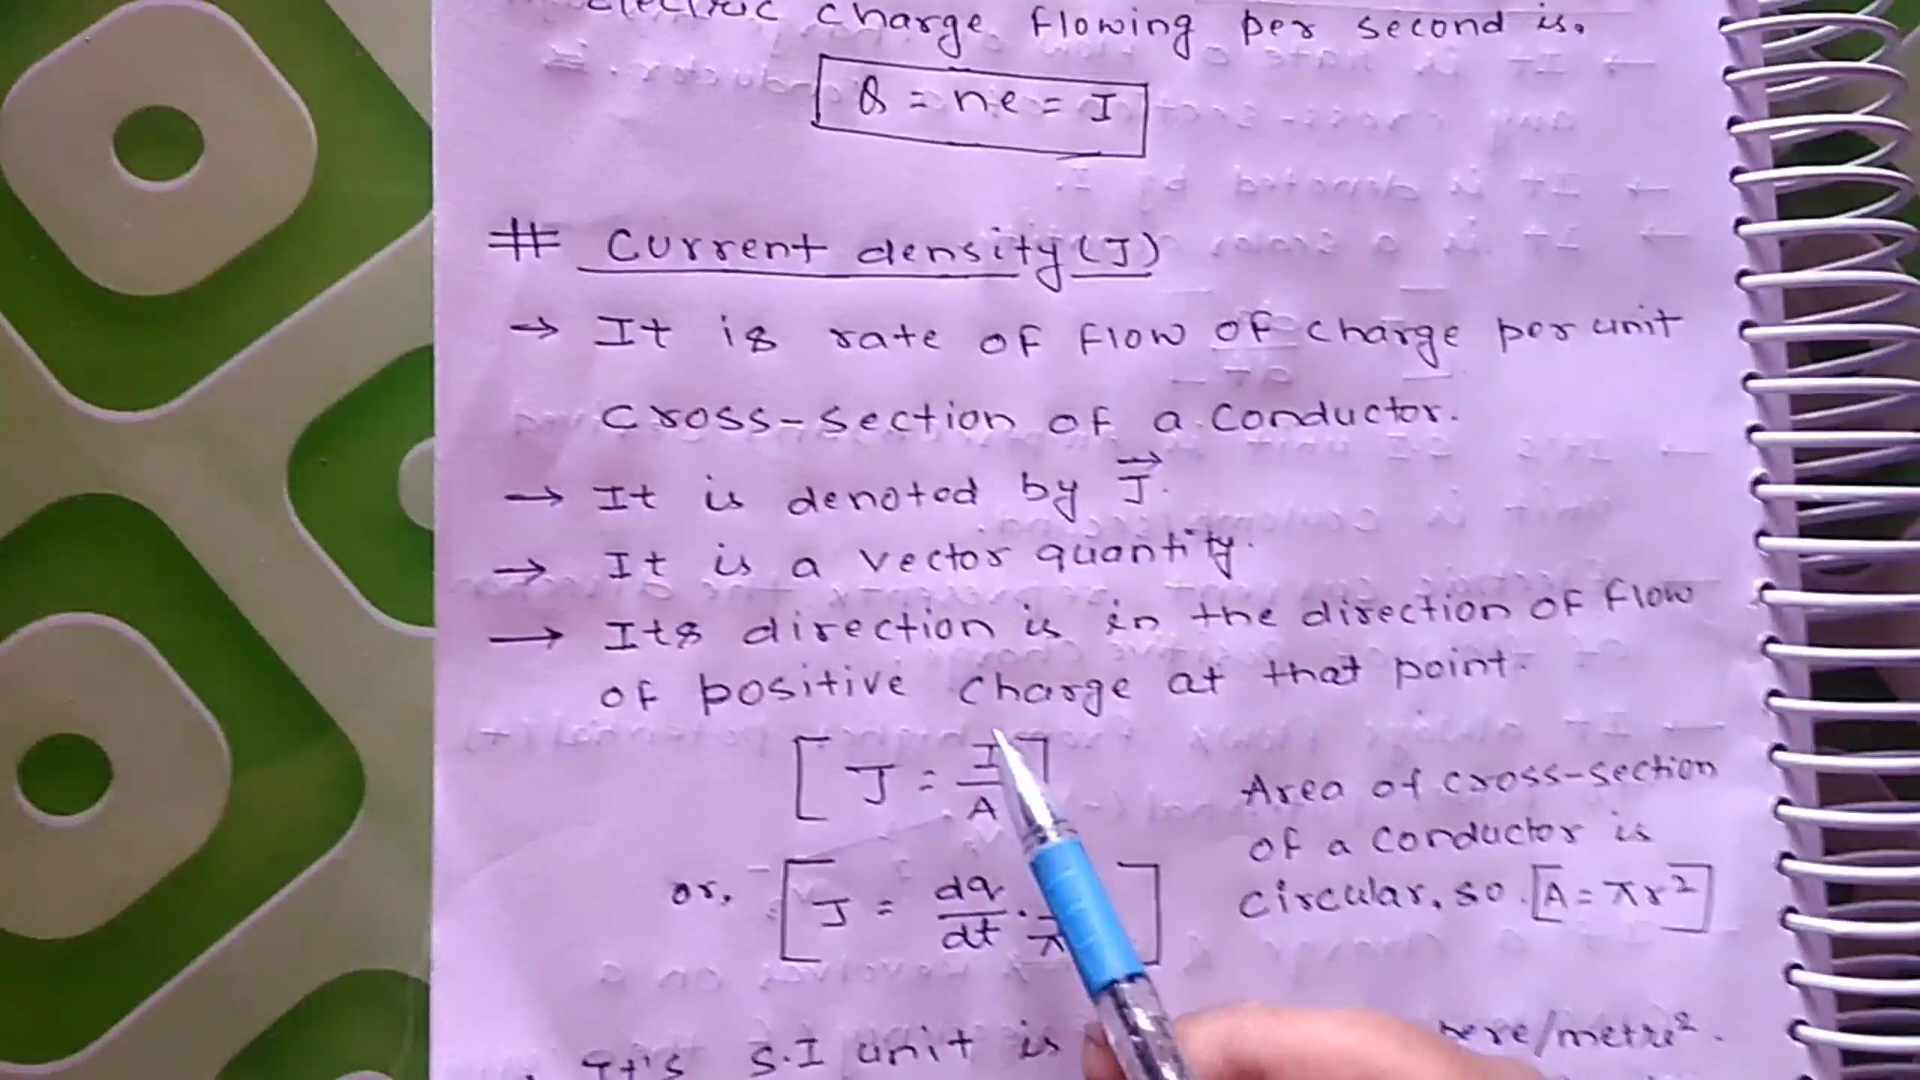 electric charge flowing per second is.
Q = ne = I
# Current density (J)
→ It is rate of flow of charge per unit
cross-section of a conductor.
→ It is denoted by J⃗.
→ It is a vector quantity.
→ Its direction is in the direction of flow
of positive charge at that point.
[J = I/A]
Area of cross-section
of a conductor is
circular, so [A = πr²]
or, [J = dq/dt ·
It's S.I unit is